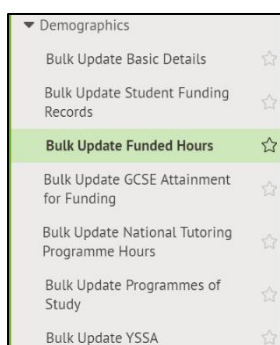 Demographics
Bulk Update Basic Details
Bulk Update Student Funding
Records
Bulk Update Funded Hours
Bulk Update GCSE Attainment
for Funding
Bulk Update National Tutoring
Programme Hours
Bulk Update Programmes of
Study
Bulk Update YSSA